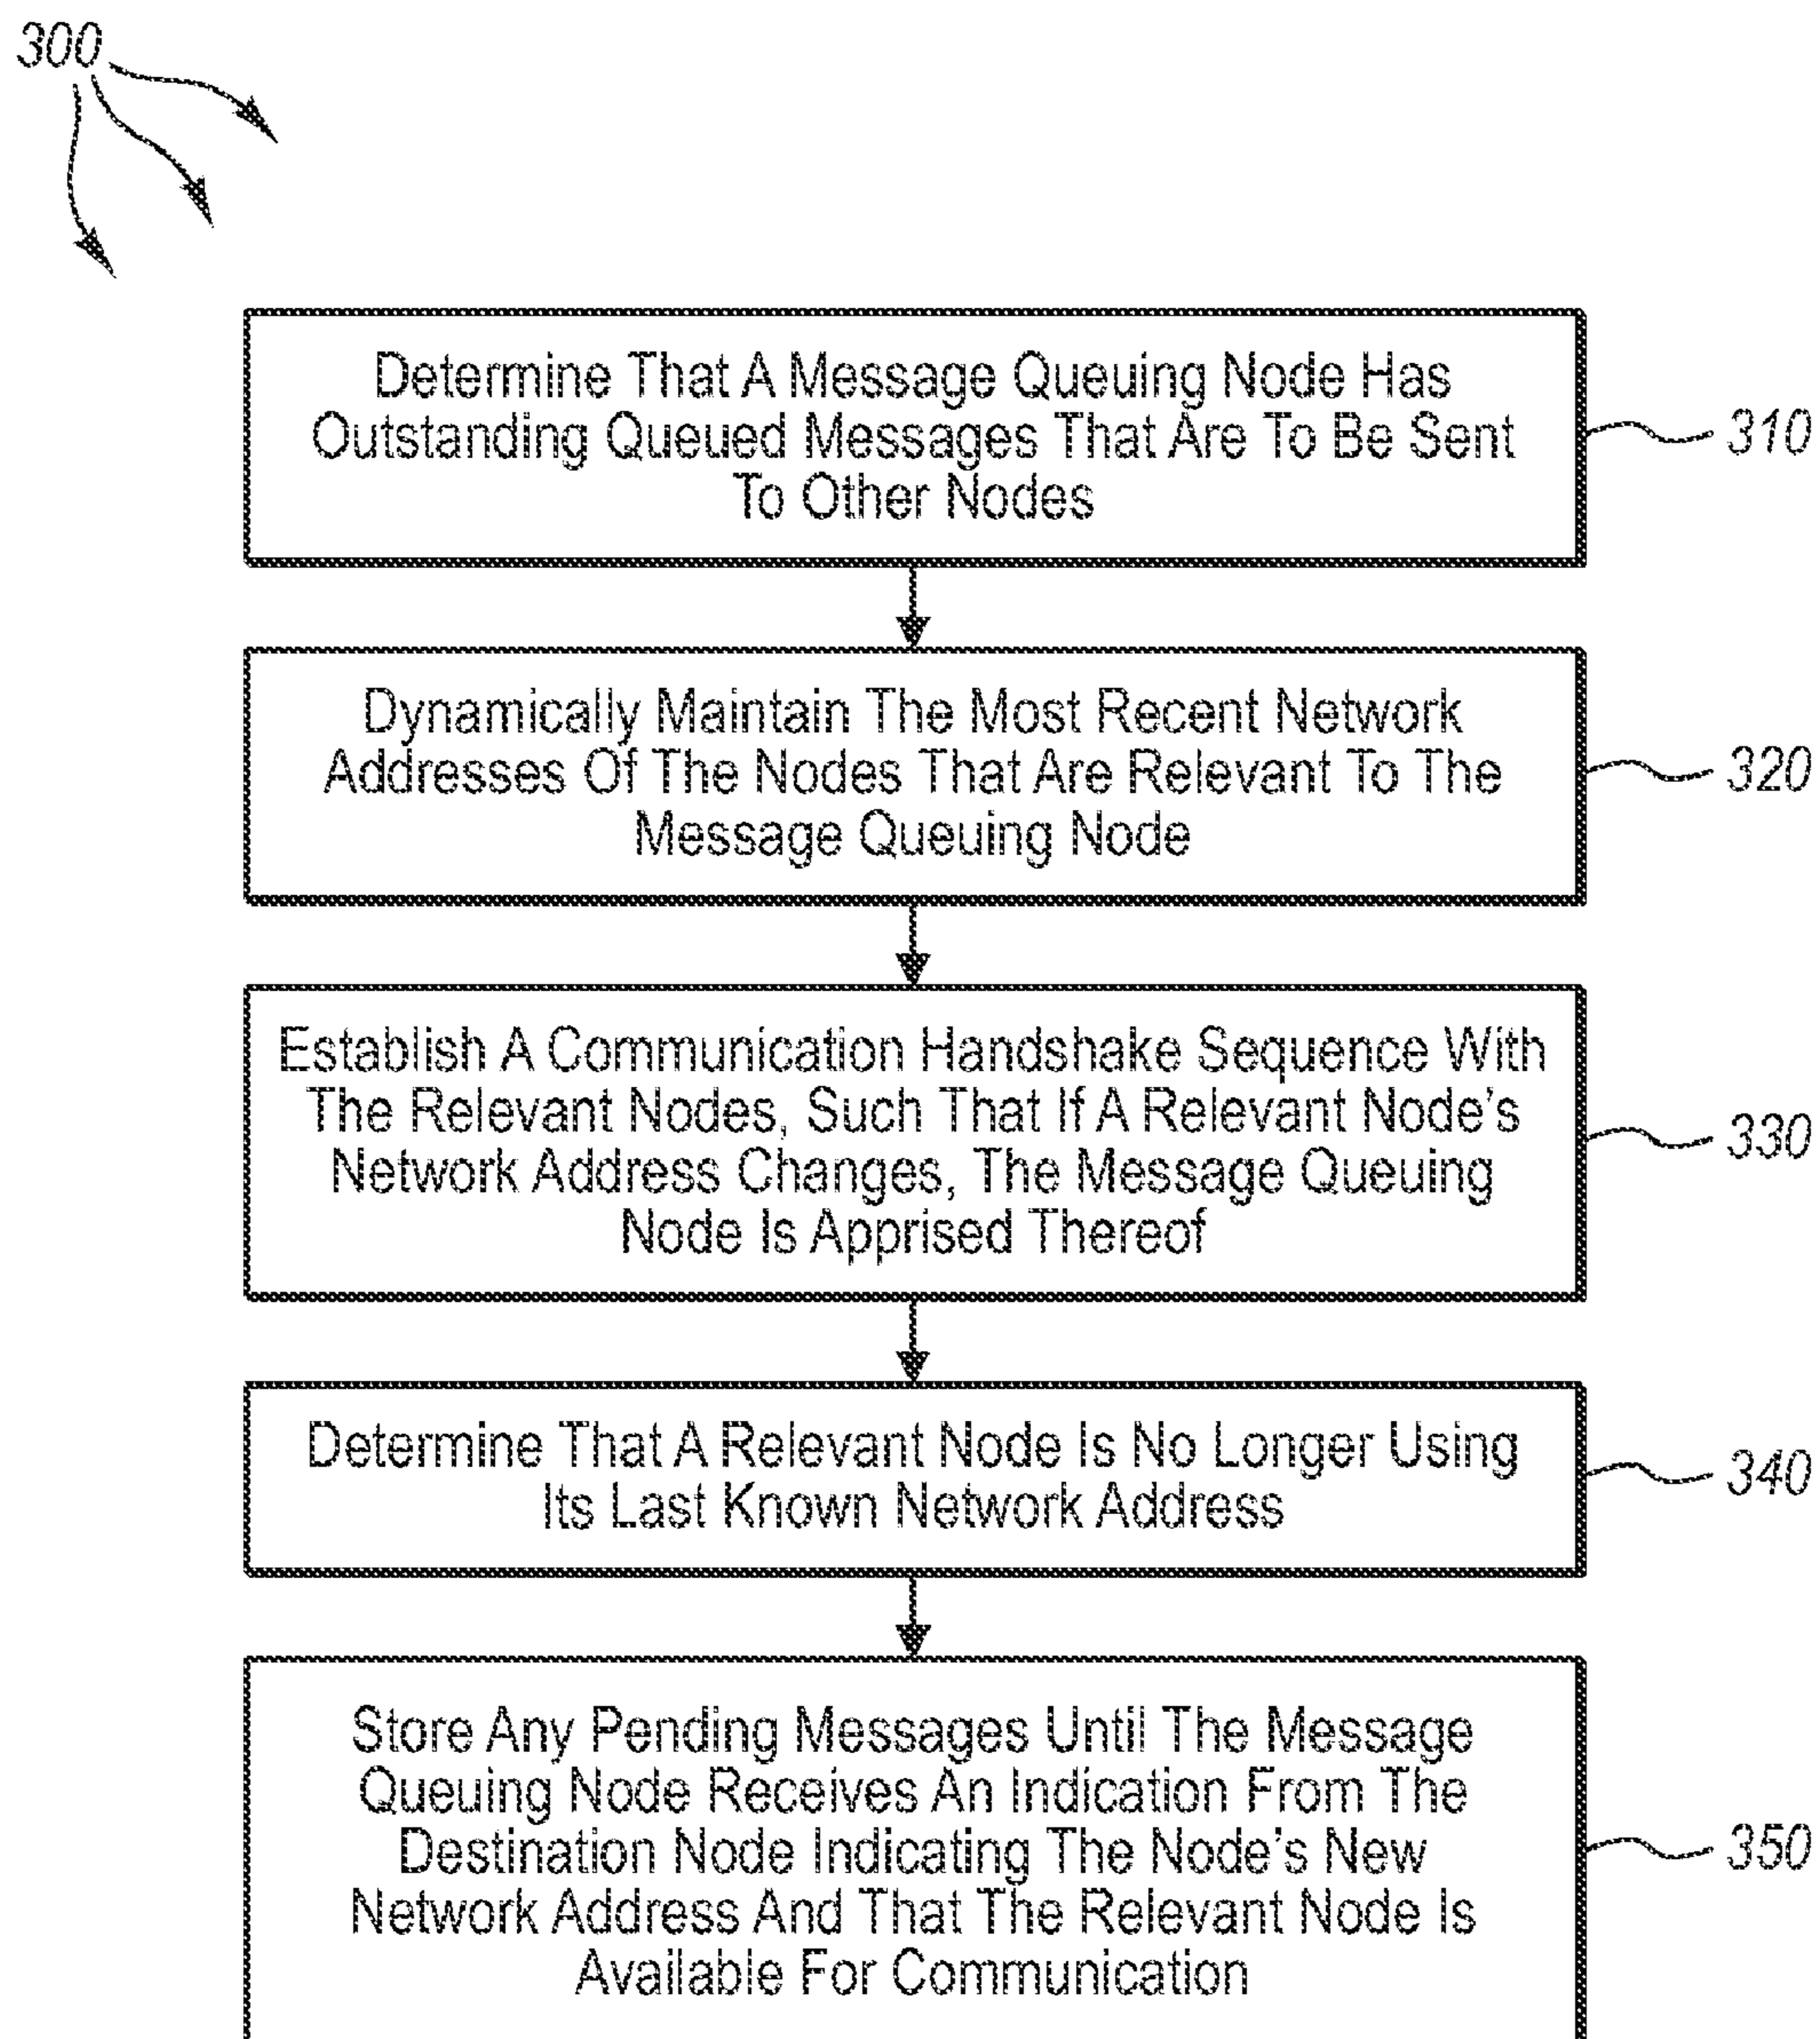 300
Determine That A Message Queuing Node Has
Outstanding Queued Messages That Are To Be Sent
To Other Nodes
310
Dynamically Maintain The Most Recent Network
Addresses Of The Nodes That Are Relevant To The
Message Queuing Node
320
Establish A Communication Handshake Sequence With
The Relevant Nodes, Such That If A Relevant Node's
Network Address Changes, The Message Queuing
Node Is Apprised Thereof
330
Determine That A Relevant Node Is No Longer Using
Its Last Known Network Address
340
Store Any Pending Messages Until The Message
Queuing Node Receives An Indication From The
Destination Node Indicating The Node's New
Network Address And That The Relevant Node Is
Available For Communication
350